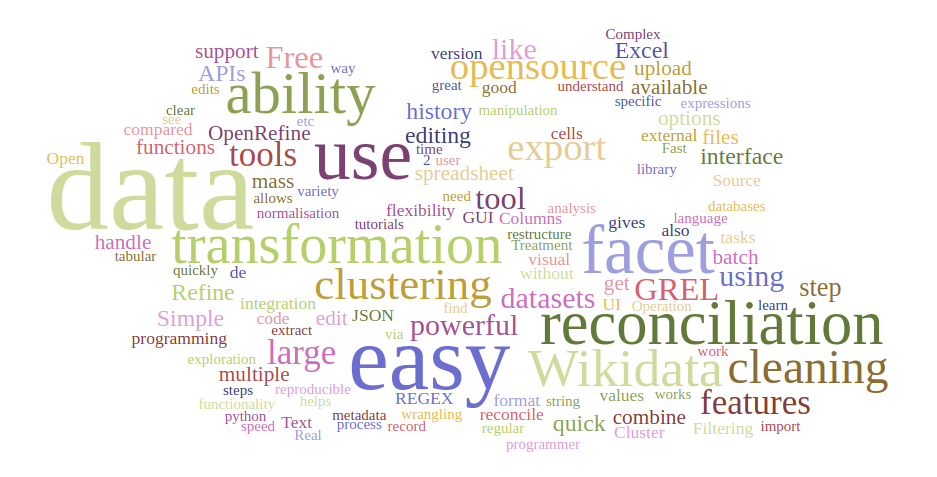 Complex
support Free version like Excel
APIs way opensource upload
edits ability great good understand available
clear history manipulation specific expressions
see etc options
compared OpenRefine editing cells external files
functions tools use time export Fast interface
Open 2 user
data mass spreadsheet library Source
allows variety need tool
normalisation flexibility analysis databases
tutorials GUI Columns gives language
handle transformation restructure also tasks
tabular Treatment facet
quickly de visual batch
without using
Refine clustering get GREL step
integration datasets UI Operation learn
Simple code edit JSON find
programming extract via powerful reconciliation
exploration large easy work
multiple Wikidata cleaning
steps reproducible
functionality helps REGEX format string values works features
python metadata wrangling reconcile combine
speed Text process record regular quick Cluster Filtering import
Real programmer